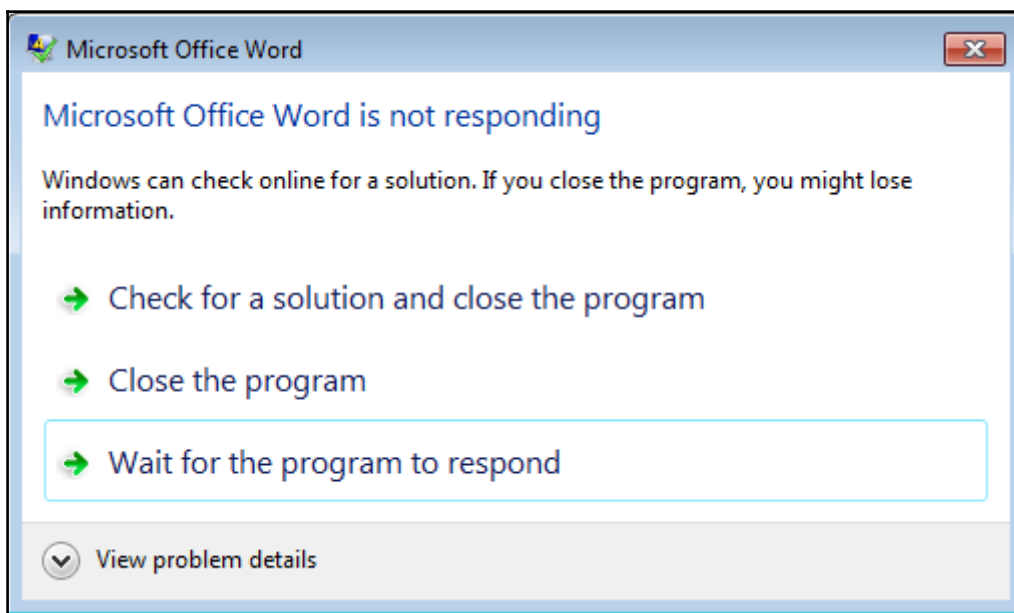 Microsoft Office Word
Microsoft Office Word is not responding
Windows can check online for a solution. If you close the program, you might lose
information.
Check for a solution and close the program
Close the program
Wait for the program to respond
View problem details